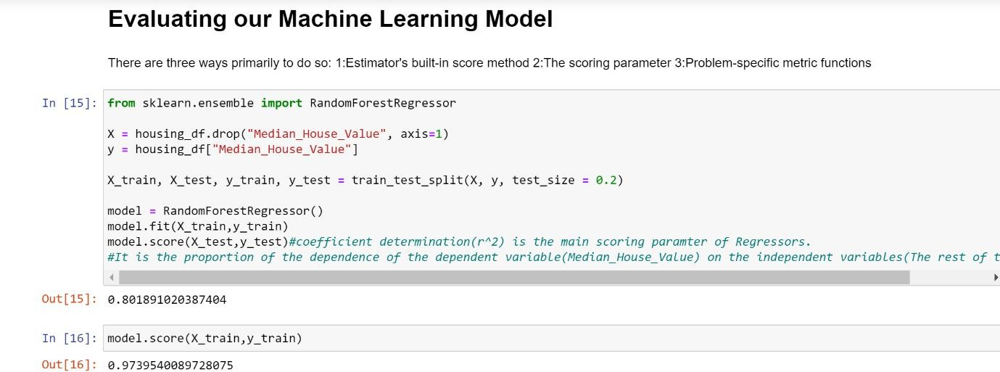 Evaluating our Machine Learning Model
There are three ways primarily to do so: 1:Estimator's built-in score method 2:The scoring parameter 3:Problem-specific metric functions
In [15]: from sklearn.ensemble import RandomForestRegressor
X = housing_df.drop("Median_House_Value", axis=1)
y = housing_df["Median_House_Value"]
X_train, X_test, y_train, y_test = train_test_split(X, y, test_size = 0.2)
model = RandomForestRegressor()
model.fit(X_train,y_train)
model.score(X_test,y_test)#coefficient determination(r^2) is the main scoring paramter of Regressors.
#It is the proportion of the dependence of the dependent variable(Median_House_Value) on the independent variables(The rest of t
Out[15]: 0.801891020387404
In [16]: model.score(X_train,y_train)
Out[16]: 0.9739540089728075